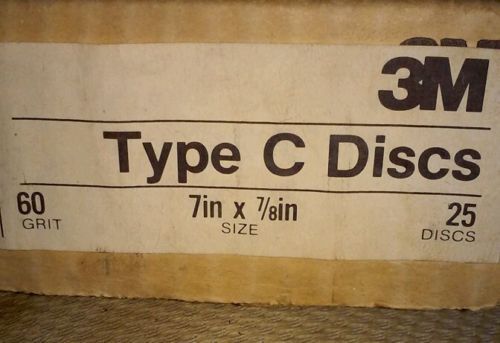 3M
Type C Discs
60 7in x 7/8in 25
GRIT SIZE DISCS